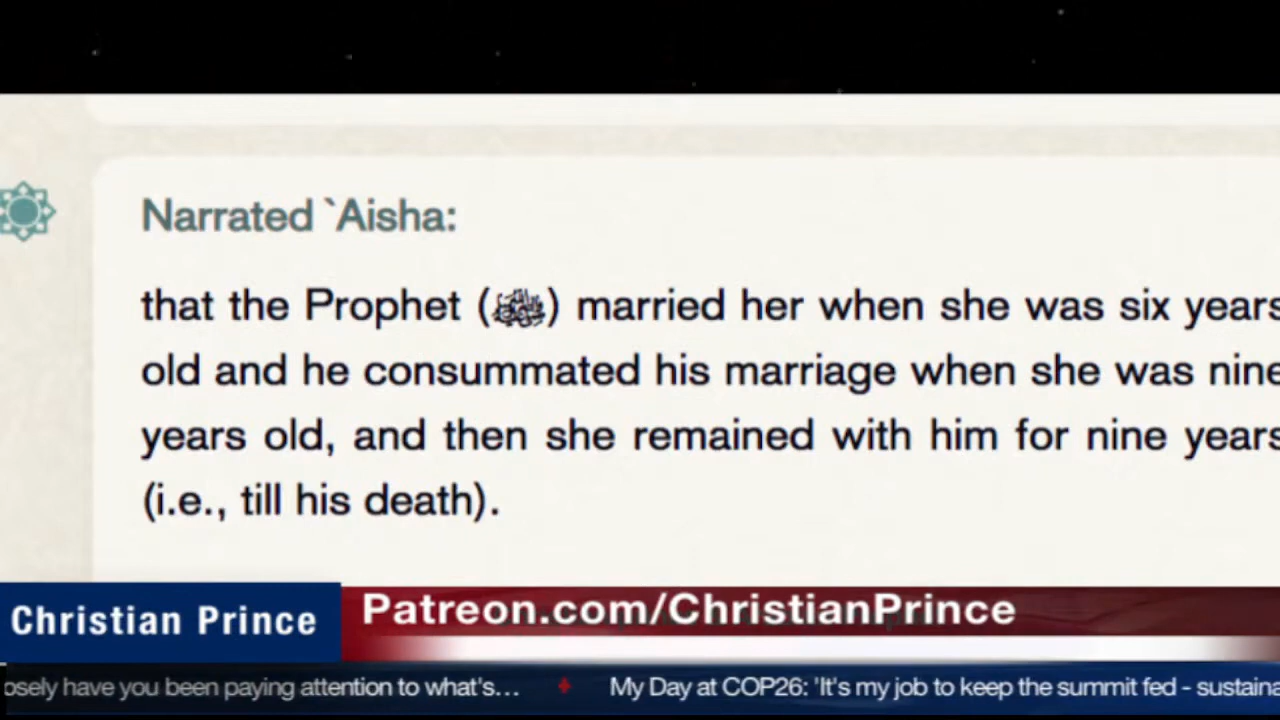 Narrated `Aisha:
that the Prophet (ﷺ) married her when she was six years
old and he consummated his marriage when she was nine
years old, and then she remained with him for nine years
(i.e., till his death).
Christian Prince
Patreon.com/ChristianPrince
have you been paying attention to what's... My Day at COP26: 'It's my job to keep the summit fed -